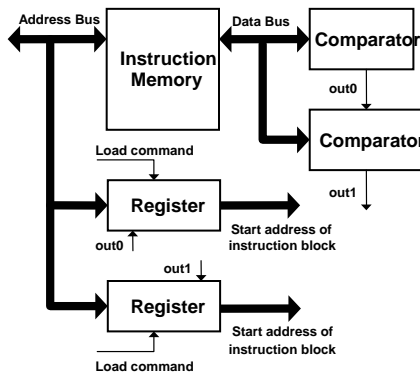 Address Bus
Data Bus
Instruction
Memory
Comparator
out0
Comparator
out1
Load command
Register
out0
Start address of
instruction block
out1
Register
Start address of
instruction block
Load command